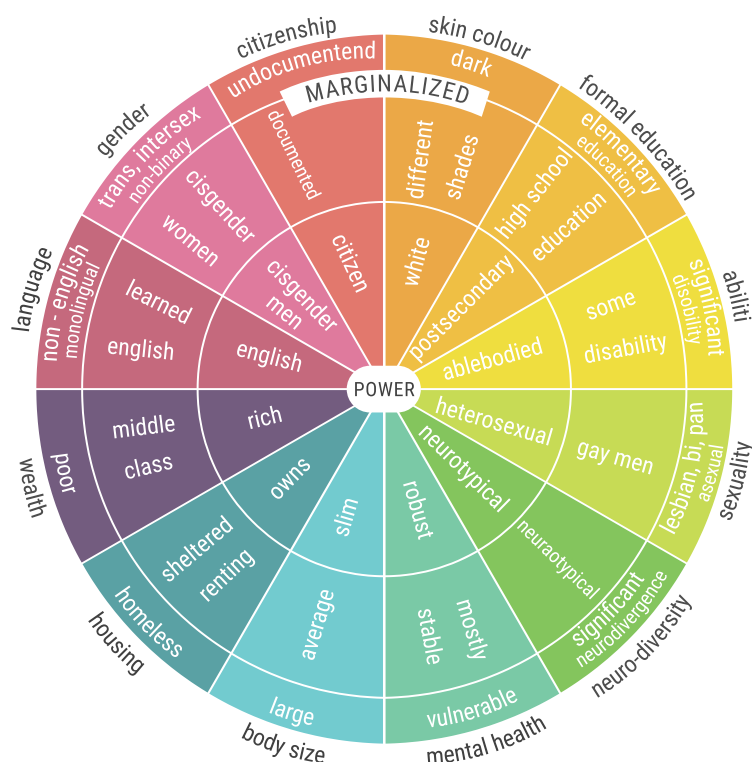 citizenship
undocumentend
documented
citizen
skin colour
dark
different
shades
white
formal education
elementary
education
high school
education
postsecondary
abiliti
significant
disobility
some
disability
ablebodied
sexuality
lesbian, bi, pan
asexual
gay men
heterosexual
neuro-diversity
significant
neurodivergence
neuraotypical
neurotypical
mental health
vulnerable
mostly
stable
robust
body size
large
average
slim
housing
homeless
sheltered
renting
owns
wealth
poor
middle
class
rich
language
non - english
monolingual
learned
english
english
gender
trans, intersex
non-binary
cisgender
women
cisgender
men
MARGINALIZED
POWER